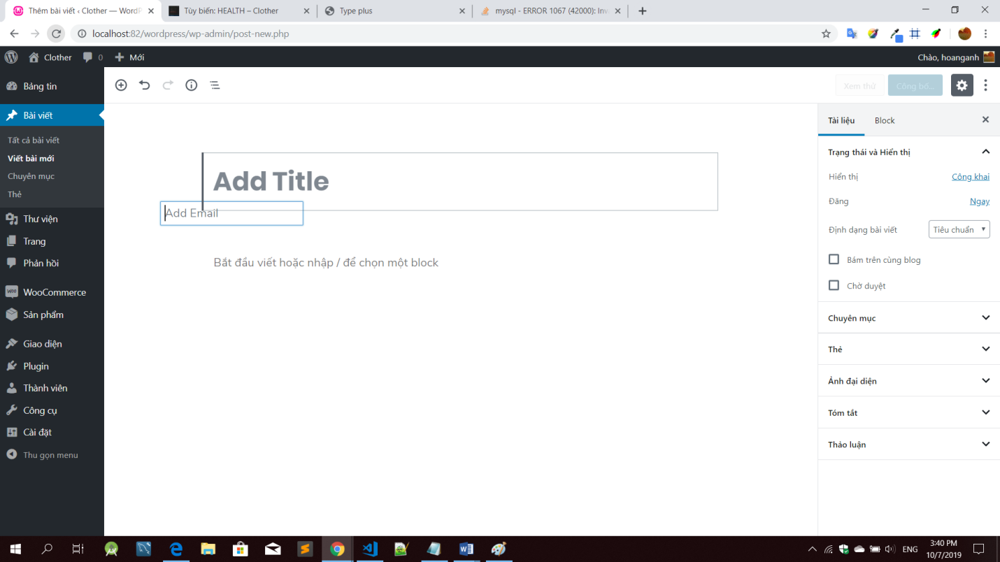 Thêm bài viết ‹ Clother — WordP
Tùy biến: HEALTH – Clother
Type plus
mysql - ERROR 1067 (42000): Inv
localhost:82/wordpress/wp-admin/post-new.php
Clother
0
Mới
Chào, hoanganh
Bảng tin
Bài viết
Tất cả bài viết
Viết bài mới
Chuyên mục
Thẻ
Thư viện
Trang
Phản hồi
WooCommerce
Sản phẩm
Giao diện
Plugin
Thành viên
Công cụ
Cài đặt
Thu gọn menu
Xem thử
Công bố...
Add Title
Add Email
Bắt đầu viết hoặc nhập / để chọn một block
Tài liệu
Block
Trạng thái và Hiển thị
Hiển thị
Công khai
Đăng
Ngay
Định dạng bài viết
Tiêu chuẩn
Bám trên cùng blog
Chờ duyệt
Chuyên mục
Thẻ
Ảnh đại diện
Tóm tắt
Thảo luận
ENG
3:40 PM
10/7/2019